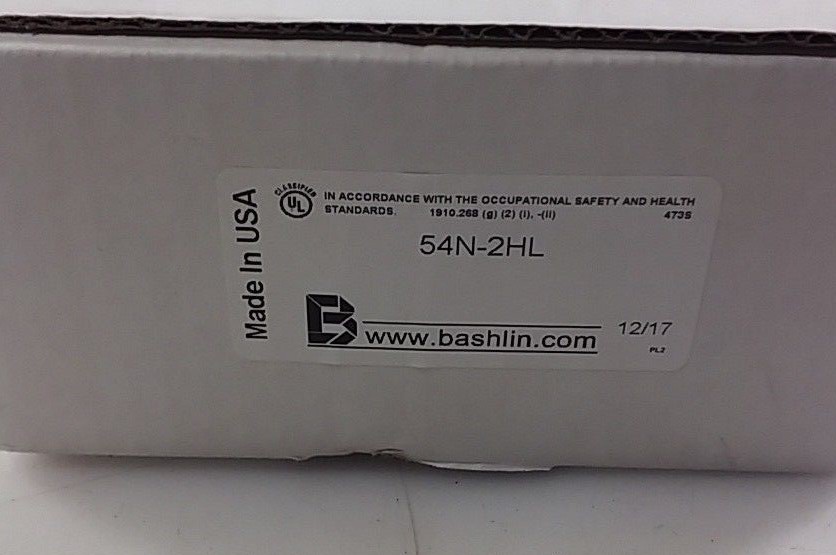 Made In USA
CLASSIFIED
UL
IN ACCORDANCE WITH THE OCCUPATIONAL SAFETY AND HEALTH
STANDARDS. 1910.268 (g) (2) (i), -(ii) 473S
54N-2HL
B
www.bashlin.com
12/17
PL2